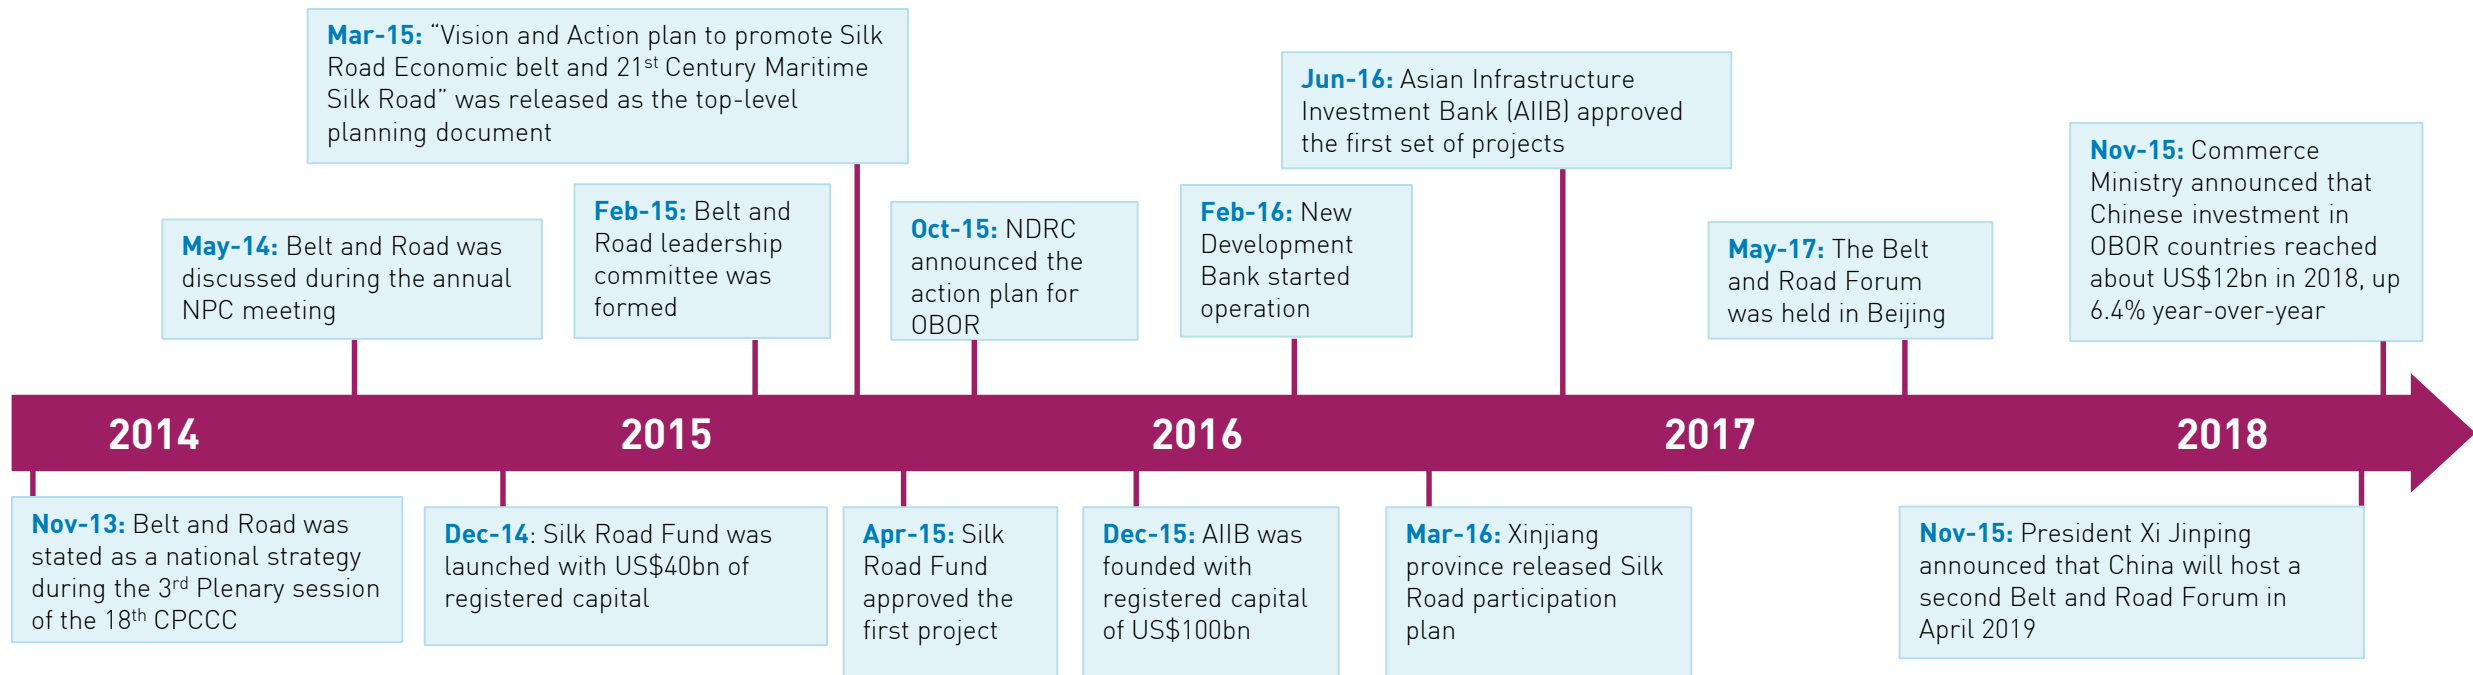 Mar-15: “Vision and Action plan to promote Silk
Road Economic belt and 21st Century Maritime
Silk Road” was released as the top-level
planning document
Jun-16: Asian Infrastructure
Investment Bank (AIIB) approved
the first set of projects
Nov-15: Commerce
Ministry announced that
Chinese investment in
OBOR countries reached
about US$12bn in 2018, up
6.4% year-over-year
May-14: Belt and Road was
discussed during the annual
NPC meeting
Feb-15: Belt and
Road leadership
committee was
formed
Oct-15: NDRC
announced the
action plan for
OBOR
Feb-16: New
Development
Bank started
operation
May-17: The Belt
and Road Forum
was held in Beijing
2014
2015
2016
2017
2018
Nov-13: Belt and Road was
stated as a national strategy
during the 3rd Plenary session
of the 18th CPCCC
Dec-14: Silk Road Fund was
launched with US$40bn of
registered capital
Apr-15: Silk
Road Fund
approved the
first project
Dec-15: AIIB was
founded with
registered capital
of US$100bn
Mar-16: Xinjiang
province released Silk
Road participation
plan
Nov-15: President Xi Jinping
announced that China will host a
second Belt and Road Forum in
April 2019